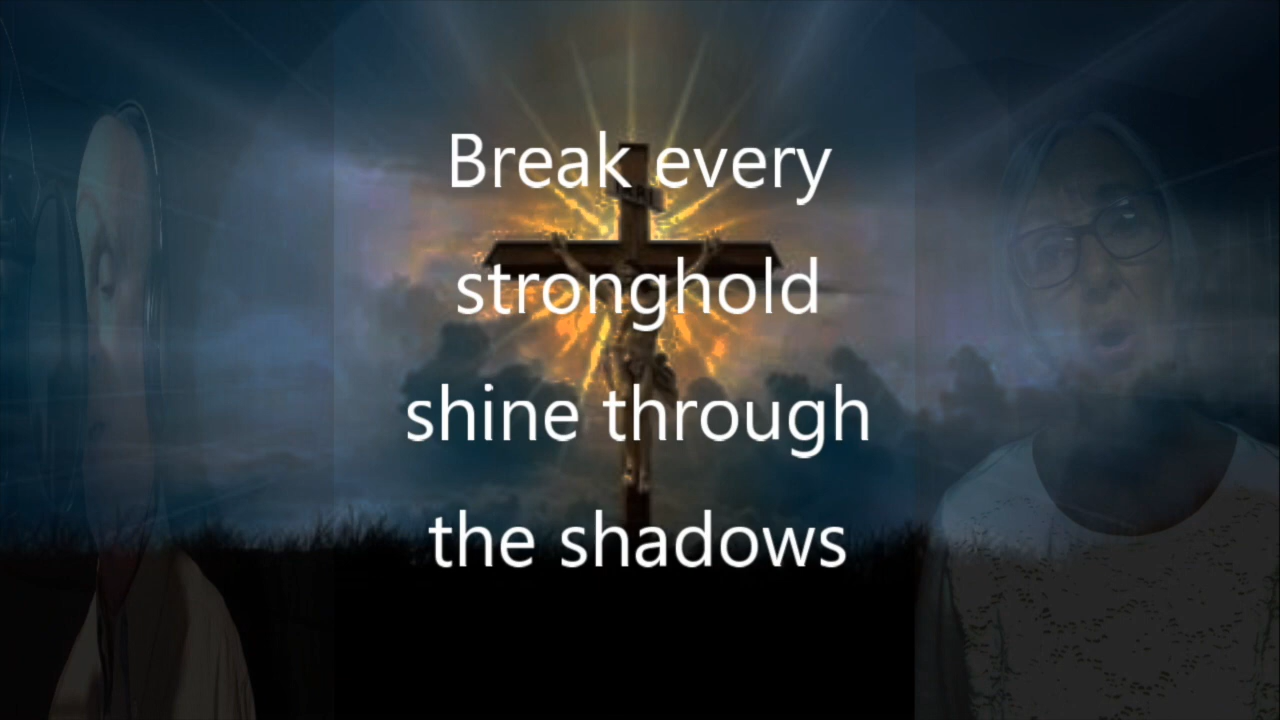 Break every
stronghold
shine through
the shadows